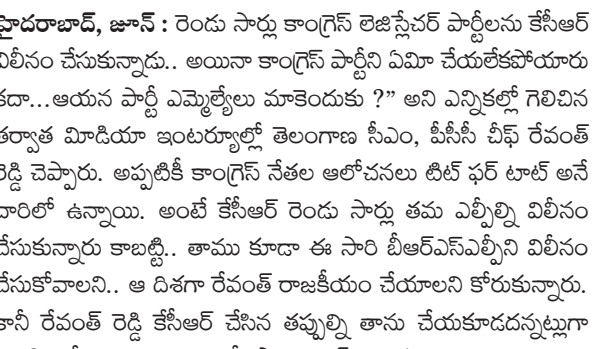 హైదరాబాద్, జూన్ : రెండు సార్లు కాంగ్రెస్ లెజిస్లేచర్ పార్టీలను కేసీఆర్
విలీనం చేసుకున్నాడు.. అయినా కాంగ్రెస్ పార్టీని ఏమీ చేయలేకపోయారు
కదా...ఆయన పార్టీ ఎమ్మెల్యేలు మాకెందుకు ?” అని ఎన్నికల్లో గెలిచిన
తర్వాత మీడియా ఇంటర్యూల్లో తెలంగాణ సీఎం, పీసీసీ చీఫ్ రేవంత్
రెడ్డి చెప్పారు. అప్పటికీ కాంగ్రెస్ నేతల ఆలోచనలు టిట్ ఫర్ టాట్ అనే
దారిలో ఉన్నాయి. అంటే కేసీఆర్ రెండు సార్లు తమ ఎల్పీల్ని విలీనం
చేసుకున్నారు కాబట్టి.. తాము కూడా ఈ సారి బీఆర్ఎస్ఎల్పీని విలీనం
చేసుకోవాలని.. ఆ దిశగా రేవంత్ రాజకీయం చేయాలని కోరుకున్నారు.
కానీ రేవంత్ రెడ్డి కేసీఆర్ చేసిన తప్పుల్ని తాను చేయకూడదన్నట్లుగా